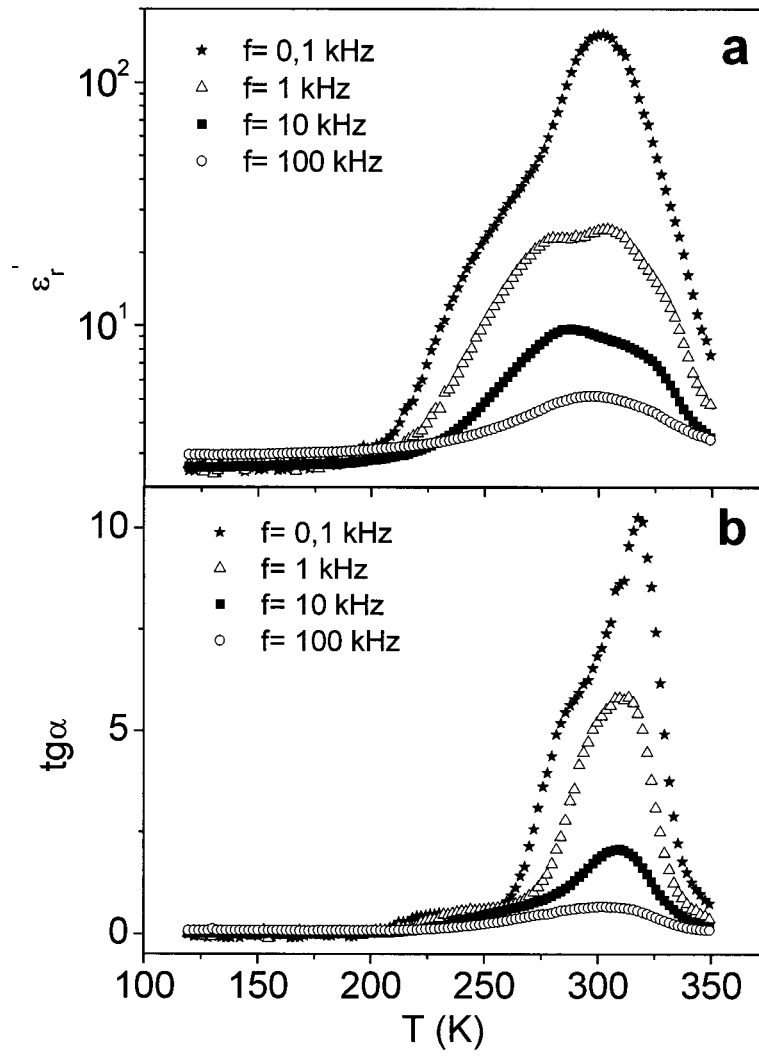 a
10²
10¹
ε'r
f= 0,1 kHz
f= 1 kHz
f= 10 kHz
f= 100 kHz
b
10
5
0
tgα
f= 0,1 kHz
f= 1 kHz
f= 10 kHz
f= 100 kHz
100 150 200 250 300 350
T (K)